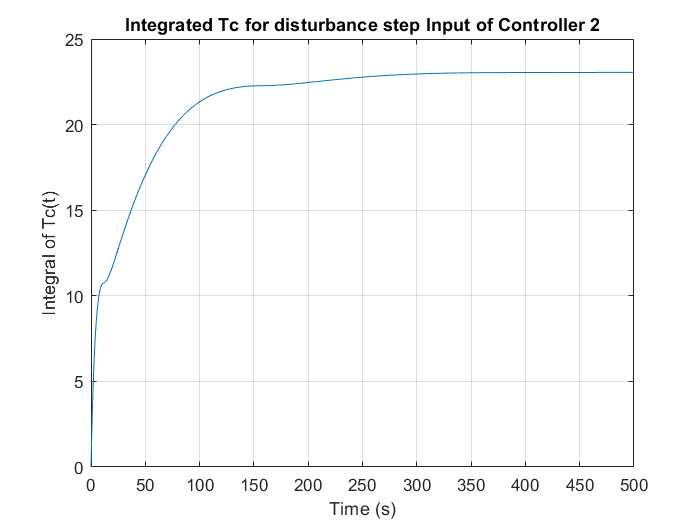 Integrated Tc for disturbance step Input of Controller 2
Integral of Tc(t)
25
20
15
10
5
0
0 50 100 150 200 250 300 350 400 450 500
Time (s)